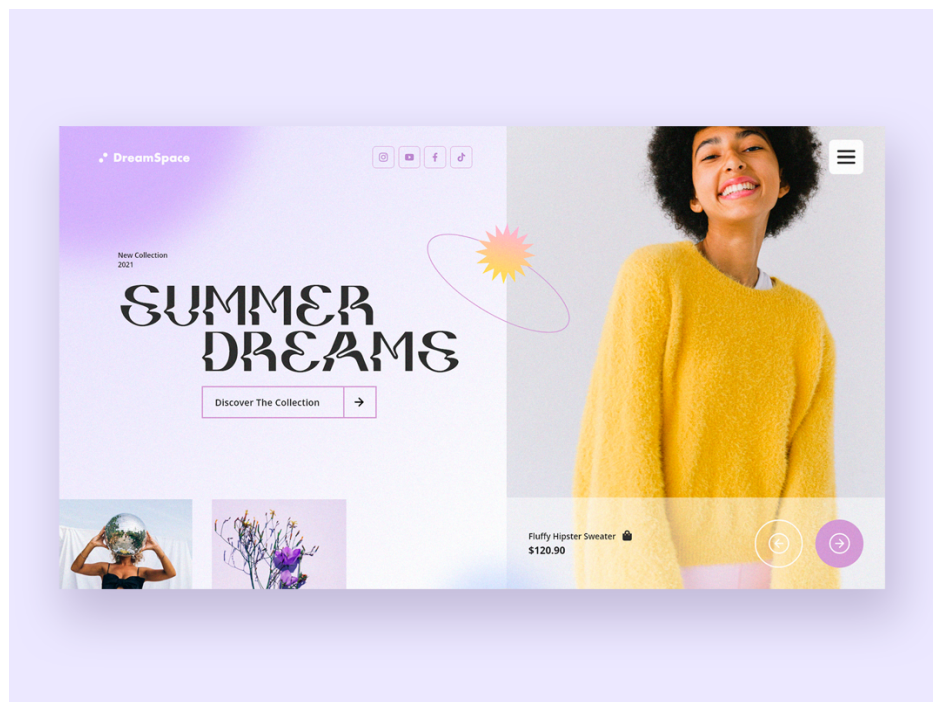 DreamSpace
New Collection
2021
SUMMER
DREAMS
Discover The Collection
Fluffy Hipster Sweater
$120.90